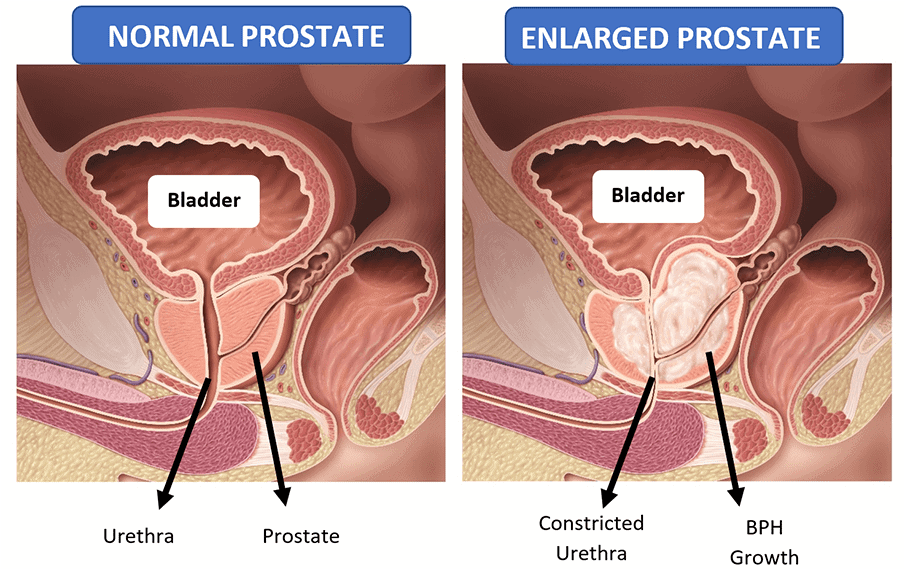 NORMAL PROSTATE
ENLARGED PROSTATE
Bladder
Bladder
Urethra
Prostate
Constricted
Urethra
BPH
Growth